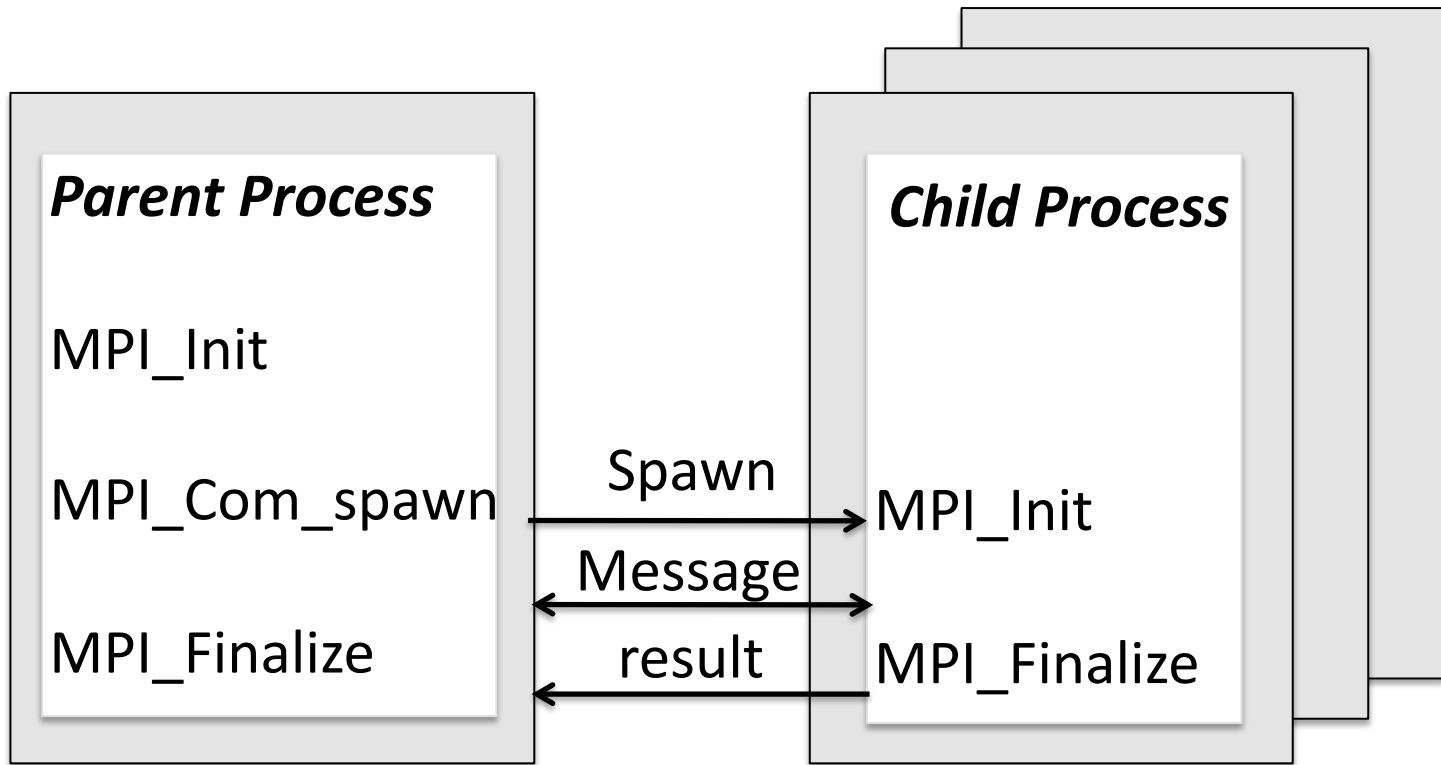 Parent Process
MPI_Init
MPI_Com_spawn
MPI_Finalize
Spawn
Message
result
Child Process
MPI_Init
MPI_Finalize